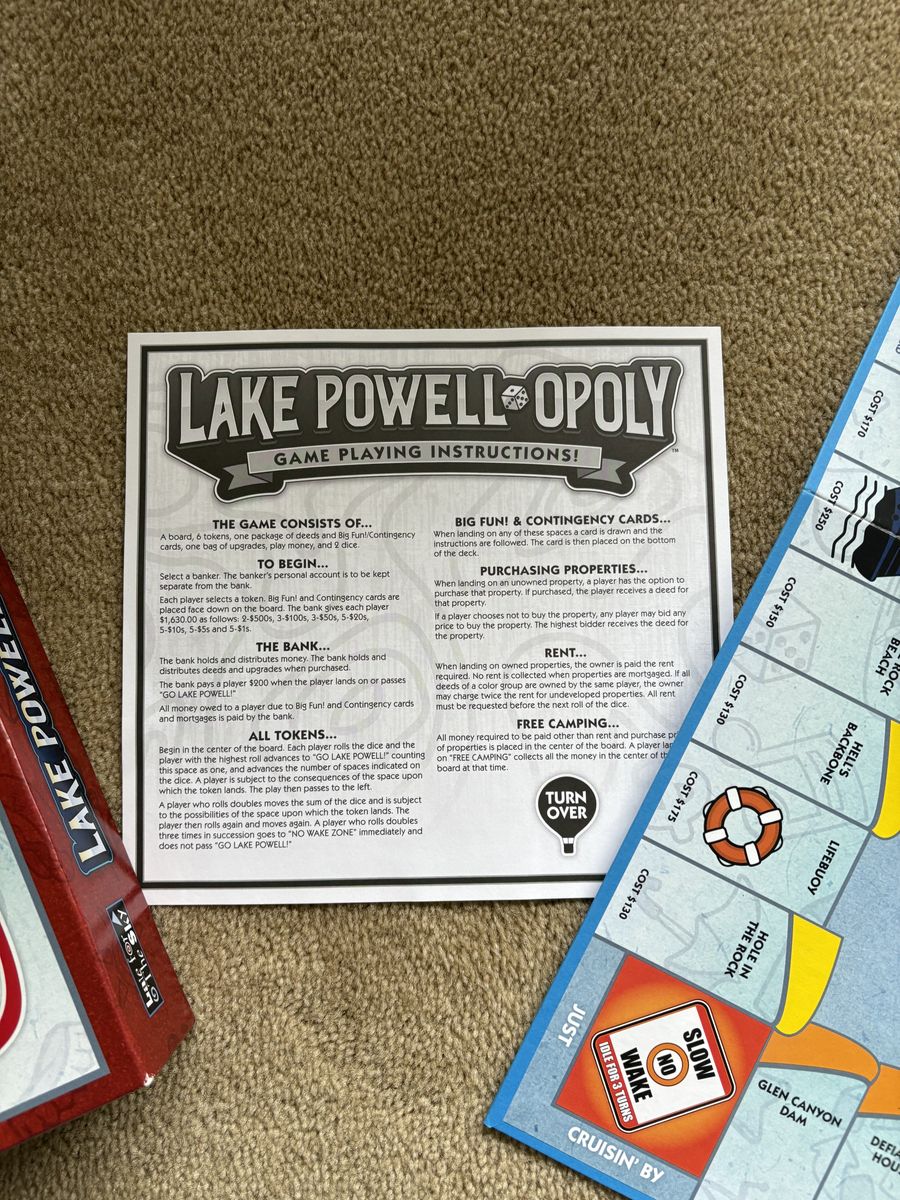 LAKE POWELL OPOLY
™
GAME PLAYING INSTRUCTIONS!
THE GAME CONSISTS OF...
A board, 6 tokens, one package of deeds and Big Fun!/Contingency
cards, one bag of upgrades, play money, and 2 dice.
TO BEGIN...
Select a banker. The banker's personal account is to be kept
separate from the bank.
Each player selects a token. Big Fun! and Contingency cards are
placed face down on the board. The bank gives each player
$1,630.00 as follows: 2-$500s, 3-$100s, 3-$50s, 5-$20s,
5-$10s, 5-$5s and 5-$1s.
THE BANK...
The bank holds and distributes money. The bank holds and
distributes deeds and upgrades when purchased.
The bank pays a player $200 when the player lands on or passes
"GO LAKE POWELL!"
All money owed to a player due to Big Fun! and Contingency cards
and mortgages is paid by the bank.
ALL TOKENS...
Begin in the center of the board. Each player rolls the dice and the
player with the highest roll advances to "GO LAKE POWELL!" counting
this space as one, and advances the number of spaces indicated on
the dice. A player is subject to the consequences of the space upon
which the token lands. The play then passes to the left.
A player who rolls doubles moves the sum of the dice and is subject
to the possibilities of the space upon which the token lands. The
player then rolls again and moves again. A player who rolls doubles
three times in succession goes to "NO WAKE ZONE" immediately and
does not pass "GO LAKE POWELL!"
BIG FUN! & CONTINGENCY CARDS...
When landing on any of these spaces a card is drawn and the
instructions are followed. The card is then placed on the bottom
of the deck.
PURCHASING PROPERTIES...
When landing on an unowned property, a player has the option to
purchase that property. If purchased, the player receives a deed for
that property.
If a player chooses not to buy the property, any player may bid any
price to buy the property. The highest bidder receives the deed for
the property.
RENT...
When landing on owned properties, the owner is paid the rent
required. No rent is collected when properties are mortgaged. If all
deeds of a color group are owned by the same player, the owner
may charge twice the rent for undeveloped properties. All rent
must be requested before the next roll of the dice.
FREE CAMPING...
All money required to be paid other than rent and purchase pr
of properties is placed in the center of the board. A player la
on "FREE CAMPING" collects all the money in the center of th
board at that time.
TURN
OVER
LAKE POWELL
LATE FOR
THE SKY
COST $170
COST $250
COST $150
ROCK
BEACH
COST $130
HELL'S
BACKBONE
COST $175
LIFEBUOY
COST $130
HOLE IN
THE ROCK
JUST
CRUISIN' BY
SLOW
NO
WAKE
IDLE FOR 3 TURNS
GLEN CANYON
DAM